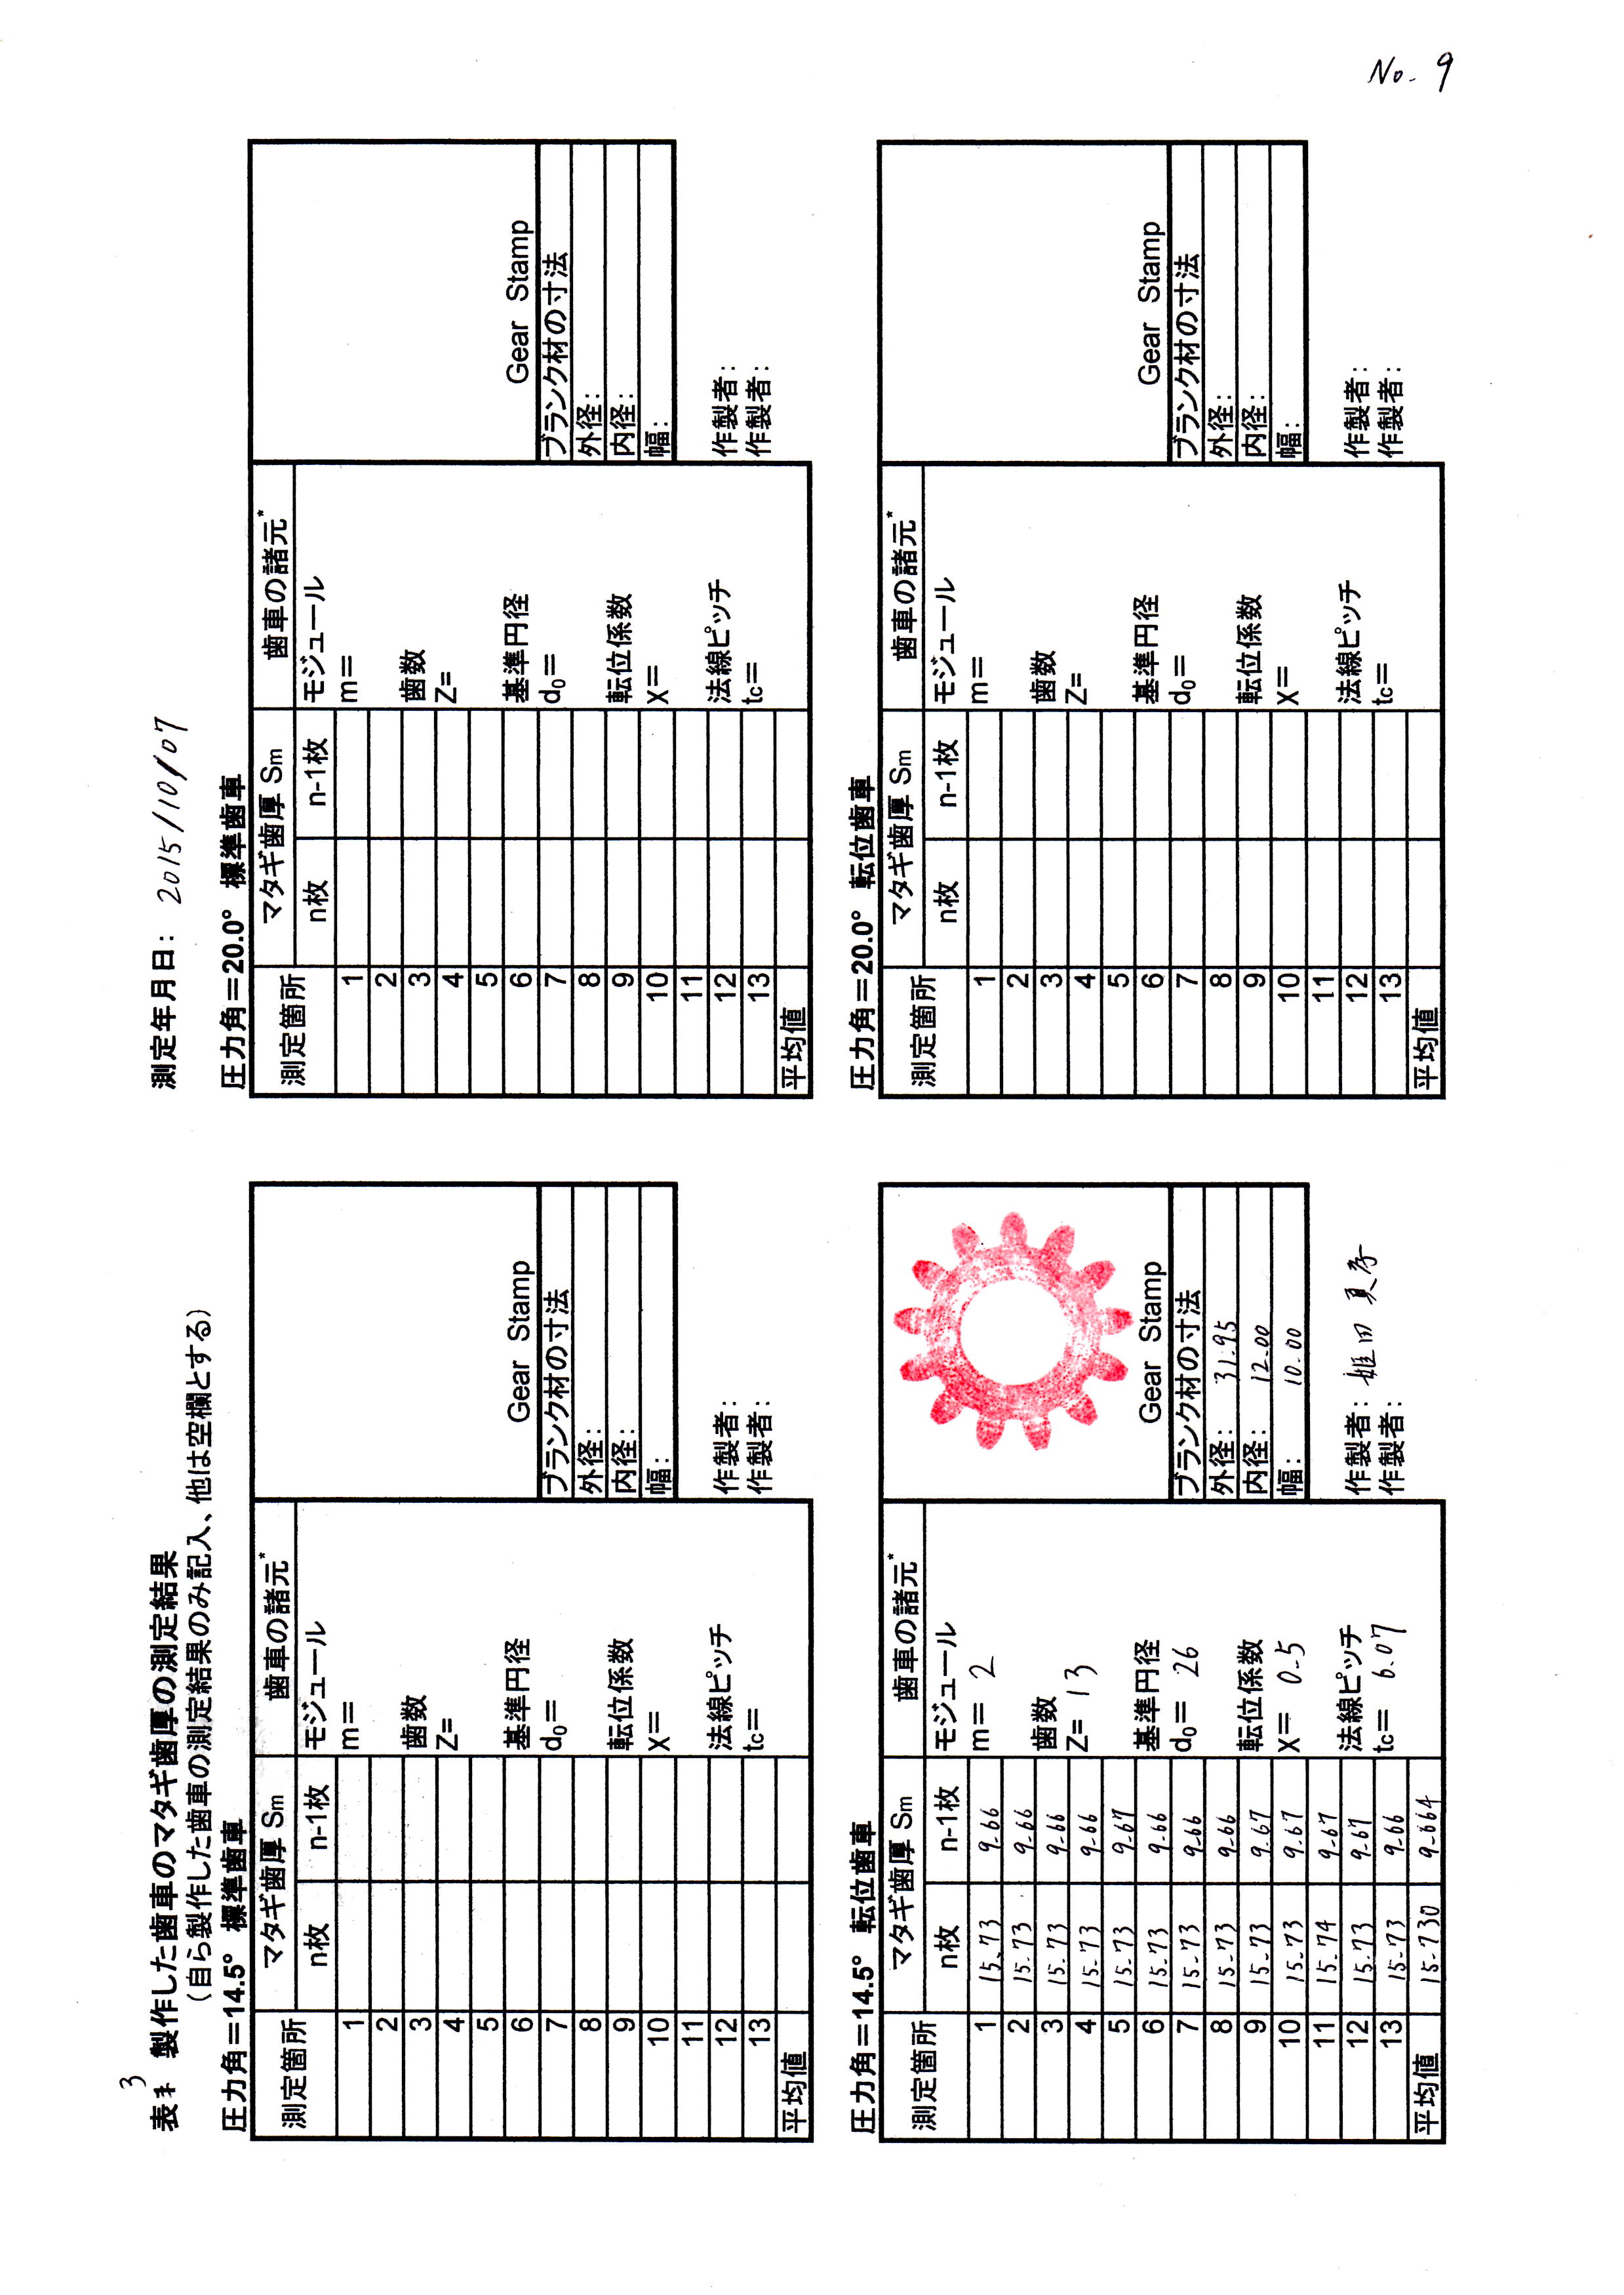 No. 9
表3 製作した歯車のマタギ歯厚の測定結果
(自ら製作した歯車の測定結果のみ記入、他は空欄とする)
測定年月日: 2015/10/07
圧力角=14.5° 標準歯車
測定箇所 マタギ歯厚 Sm 歯車の諸元*
n枚 n-1枚 モジュール
1 m=
2
3 歯数
4 Z=
5
6 基準円径
7 d₀=
8
9 転位係数
10 X=
11
12 法線ピッチ
13 tc=
平均値
Gear Stamp
ブランク材の寸法
外径:
内径:
幅:
作製者:
作製者:
圧力角=20.0° 標準歯車
測定箇所 マタギ歯厚 Sm 歯車の諸元*
n枚 n-1枚 モジュール
1 m=
2
3 歯数
4 Z=
5
6 基準円径
7 d₀=
8
9 転位係数
10 X=
11
12 法線ピッチ
13 tc=
平均値
Gear Stamp
ブランク材の寸法
外径:
内径:
幅:
作製者:
作製者:
圧力角=14.5° 転位歯車
測定箇所 マタギ歯厚 Sm 歯車の諸元*
n枚 n-1枚 モジュール
1 15.73 9.66 m= 2
2 15.73 9.66
3 15.73 9.66 歯数
4 15.73 9.66 Z= 13
5 15.73 9.67
6 15.73 9.66 基準円径
7 15.73 9.66 d₀= 26
8 15.73 9.66
9 15.73 9.67 転位係数
10 15.73 9.67 X= 0.5
11 15.74 9.67
12 15.73 9.67 法線ピッチ
13 15.73 9.66 tc= 6.07
平均値 15.730 9.664
Gear Stamp
ブランク材の寸法
外径: 31.95
内径: 12.00
幅: 10.00
作製者: 姫田
作製者:
圧力角=20.0° 転位歯車
測定箇所 マタギ歯厚 Sm 歯車の諸元*
n枚 n-1枚 モジュール
1 m=
2
3 歯数
4 Z=
5
6 基準円径
7 d₀=
8
9 転位係数
10 X=
11
12 法線ピッチ
13 tc=
平均値
Gear Stamp
ブランク材の寸法
外径:
内径:
幅:
作製者:
作製者: